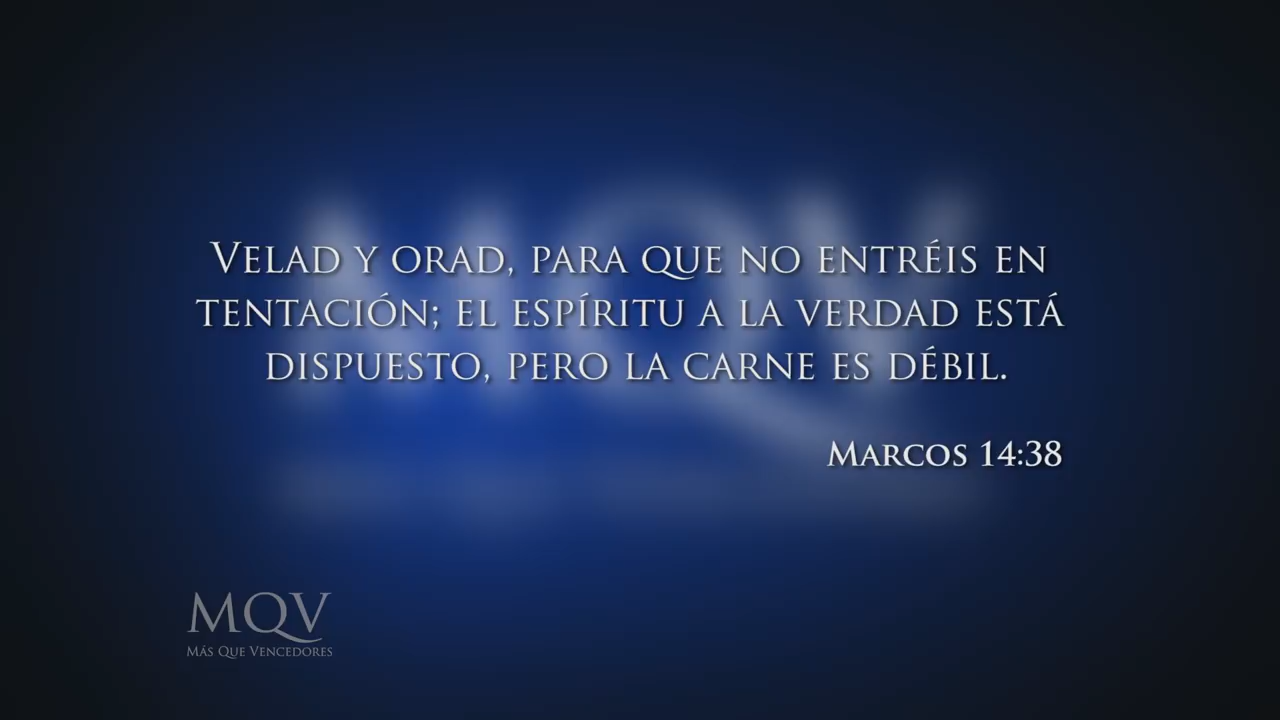 Velad y orad, para que no entréis en
tentación; el espíritu a la verdad está
dispuesto, pero la carne es débil.
Marcos 14:38
MQV
Más Que Vencedores